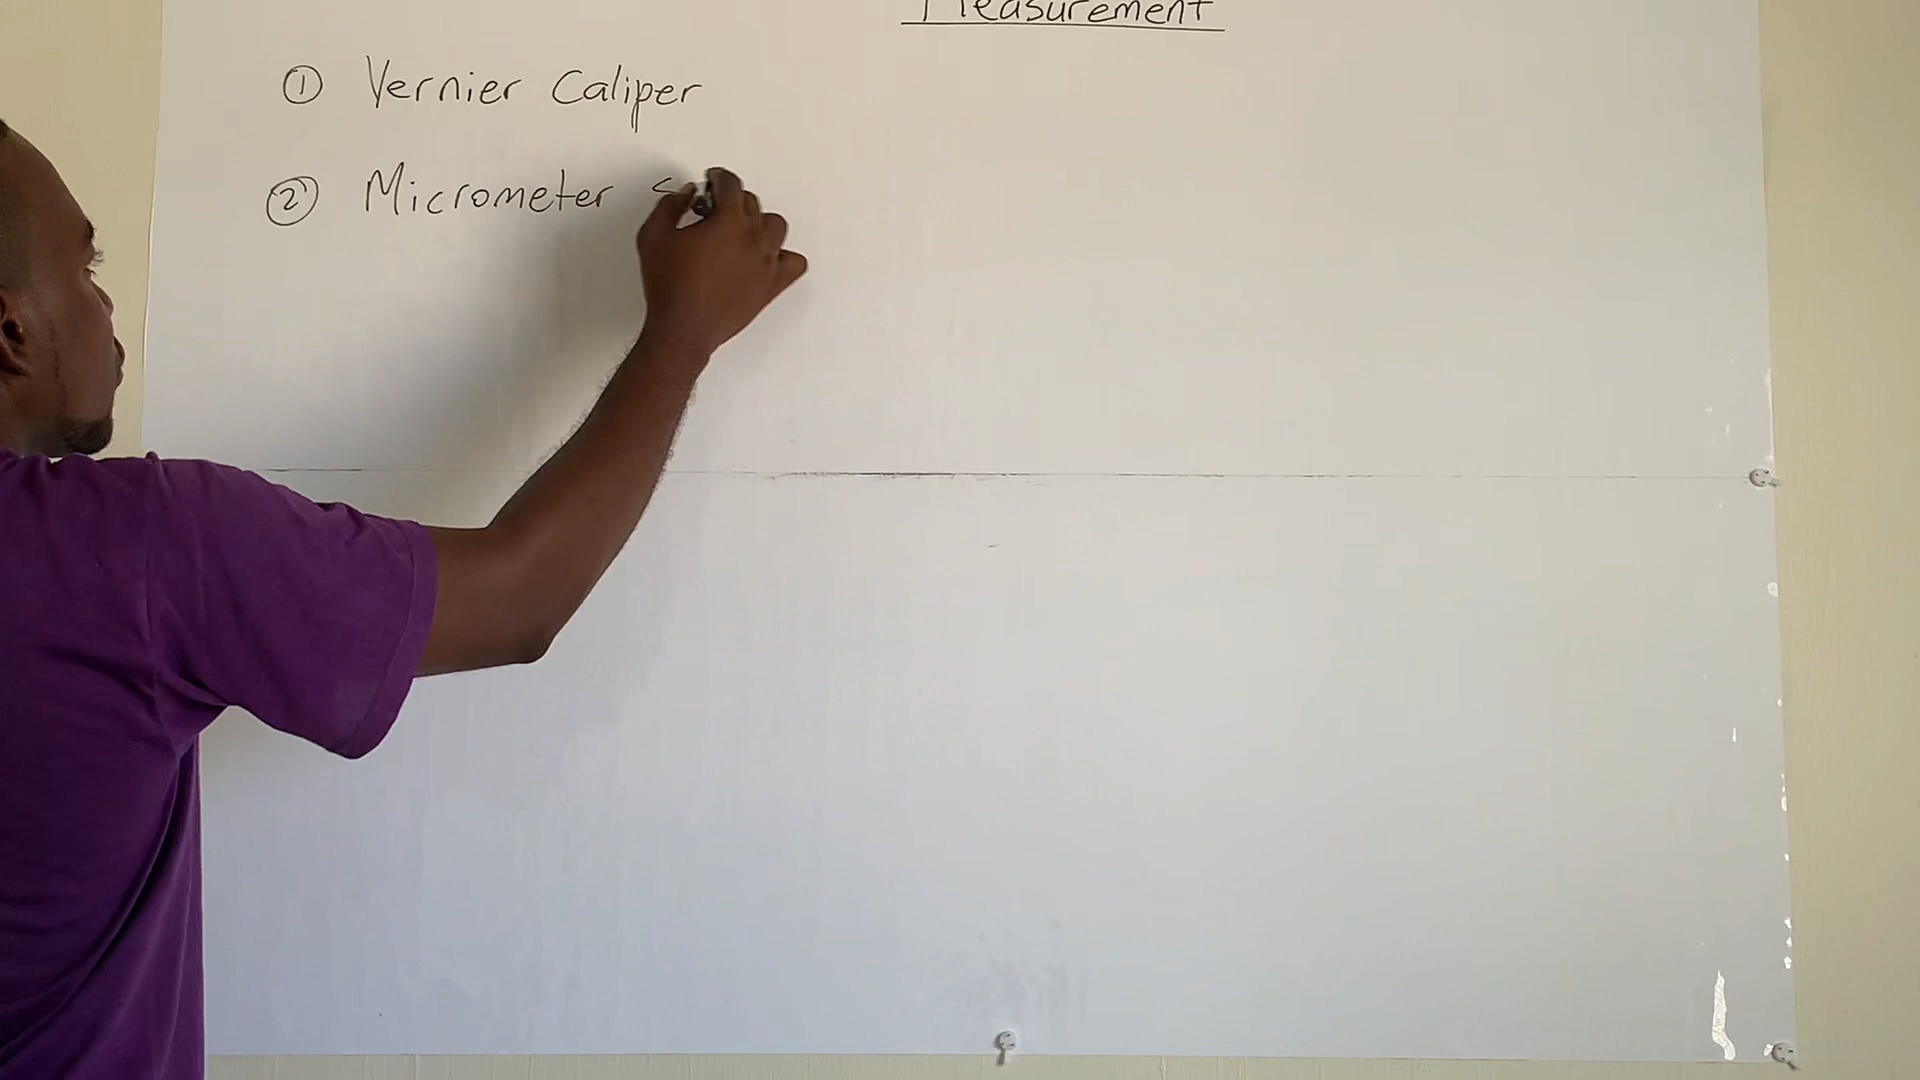 Measurement
① Vernier Caliper
② Micrometer